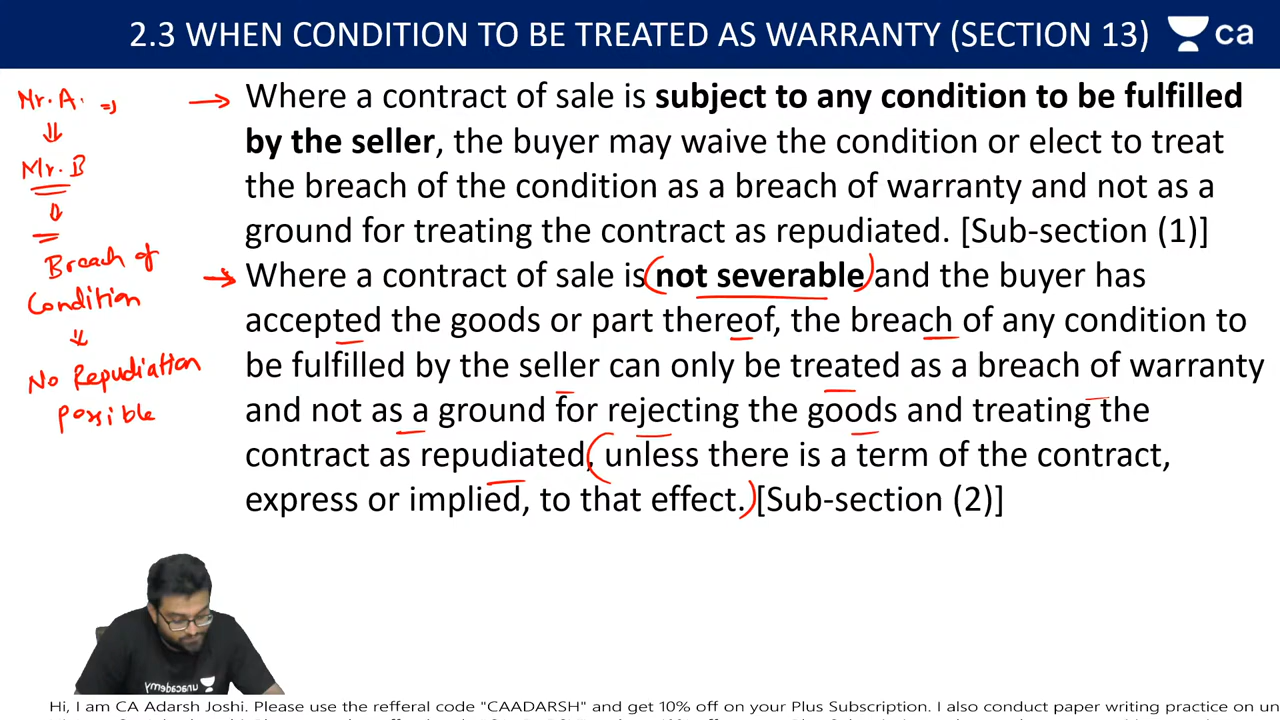 2.3 WHEN CONDITION TO BE TREATED AS WARRANTY (SECTION 13)
ca
Mr. A.
Mr. B
Breach of
Condition
No Repudiation
possible
Where a contract of sale is subject to any condition to be fulfilled
by the seller, the buyer may waive the condition or elect to treat
the breach of the condition as a breach of warranty and not as a
ground for treating the contract as repudiated. [Sub-section (1)]
Where a contract of sale is (not severable) and the buyer has
accepted the goods or part thereof, the breach of any condition to
be fulfilled by the seller can only be treated as a breach of warranty
and not as a ground for rejecting the goods and treating the
contract as repudiated, (unless there is a term of the contract,
express or implied, to that effect.) [Sub-section (2)]
unacademy
Hi, I am CA Adarsh Joshi. Please use the refferal code "CAADARSH" and get 10% off on your Plus Subscription. I also conduct paper writing practice on un